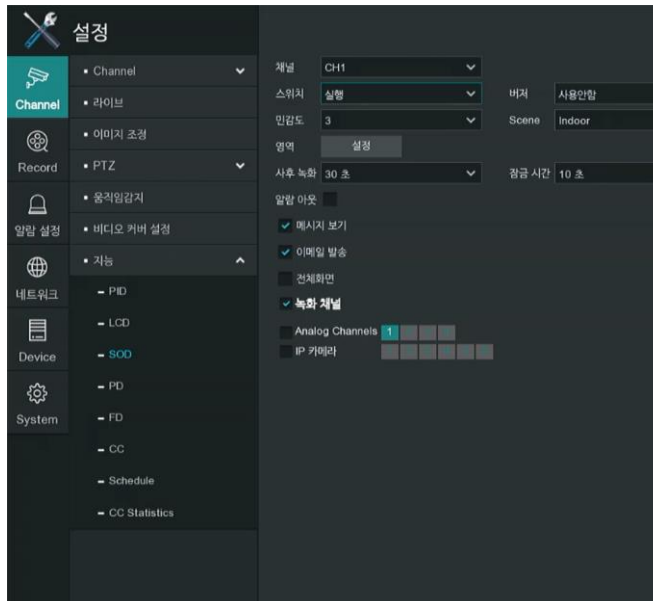 설정
Channel
Record
알람 설정
네트워크
Device
System
Channel
라이브
이미지 조정
PTZ
움직임감지
비디오 커버 설정
지능
PID
LCD
SOD
PD
FD
CC
Schedule
CC Statistics
채널 CH1
스위치 실행 버저 사용안함
민감도 3 Scene Indoor
영역 설정
사후 녹화 30 초 잠금 시간 10 초
알람 아웃
메시지 보기
이메일 발송
전체화면
녹화 채널
Analog Channels 1
IP 카메라